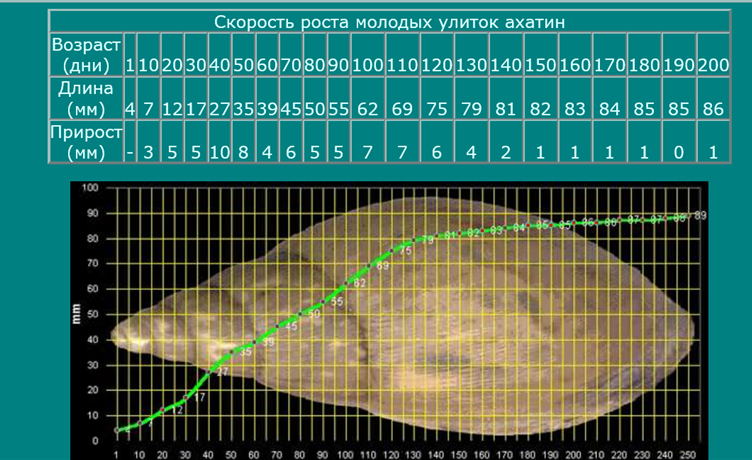 Скорость роста молодых улиток ахатин
Возраст (дни) 1 10 20 30 40 50 60 70 80 90 100 110 120 130 140 150 160 170 180 190 200
Длина (мм) 4 7 12 17 27 35 39 45 50 55 62 69 75 79 81 82 83 84 85 85 86
Прирост (мм) - 3 5 5 10 8 4 6 5 5 7 7 6 4 2 1 1 1 1 0 1
100
90
80
70
60
50
40
30
20
10
0
mm
4 7 12 17 27 35 39 45 50 55 62 69 75 79 81 82 83 84 85 85 86 86 87 87 88 89
1 10 20 30 40 50 60 70 80 90 100 110 120 130 140 150 160 170 180 190 200 210 220 230 240 250